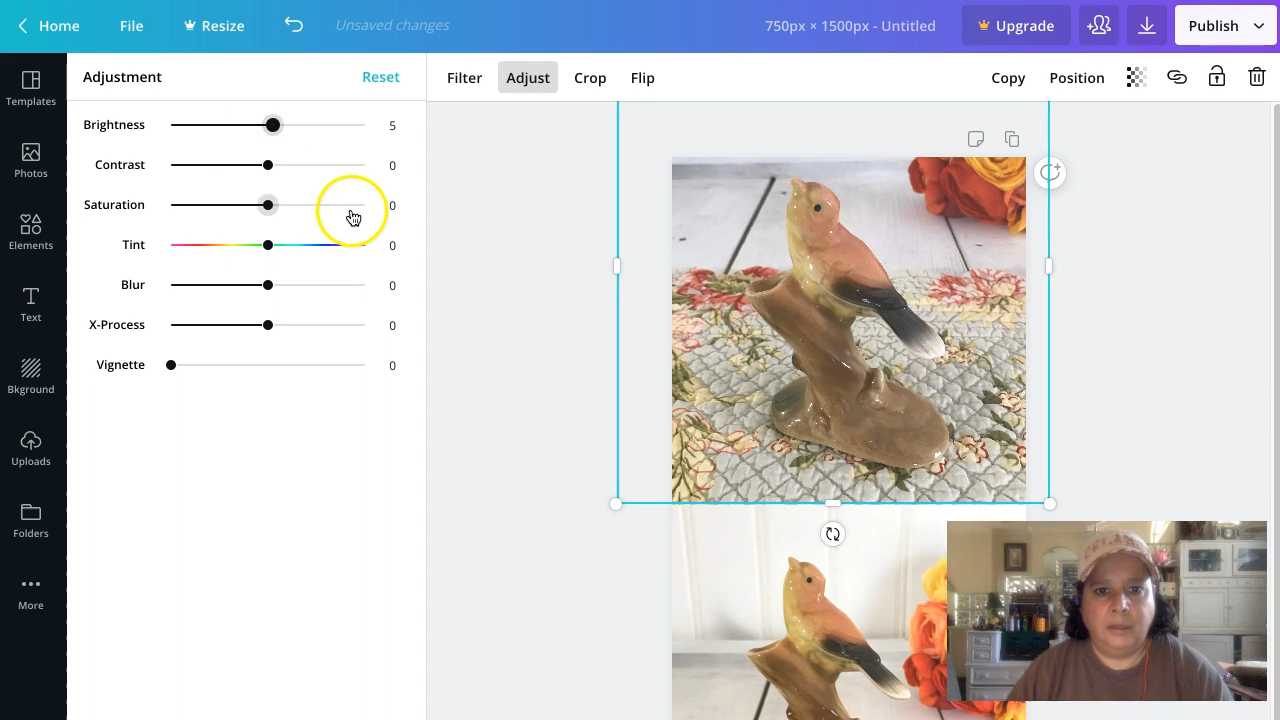 Home File Resize Unsaved changes 750px × 1500px - Untitled Upgrade Publish
Adjustment Reset
Filter Adjust Crop Flip Copy Position
Templates
Photos
Elements
Text
Bkground
Uploads
Folders
More
Brightness 5
Contrast 0
Saturation 0
Tint 0
Blur 0
X-Process 0
Vignette 0